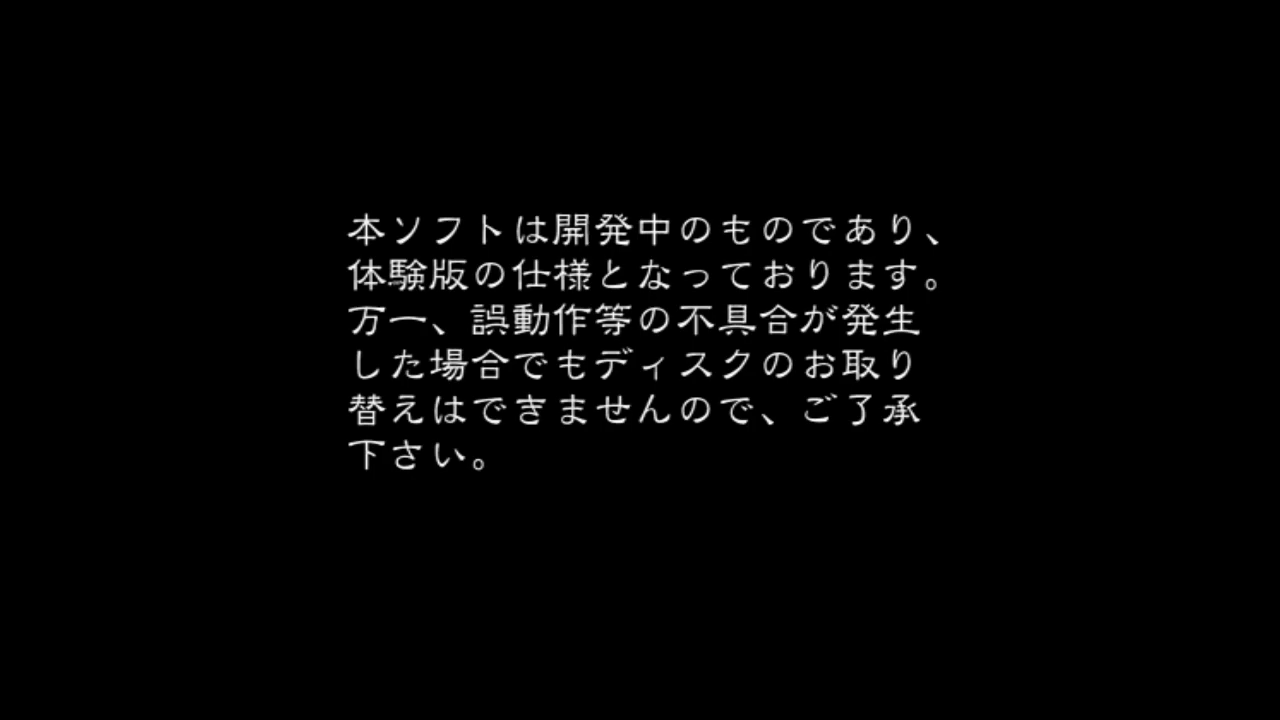 本ソフトは開発中のものであり、
体験版の仕様となっております。
万一、誤動作等の不具合が発生
した場合でもディスクのお取り
替えはできませんので、ご了承
下さい。